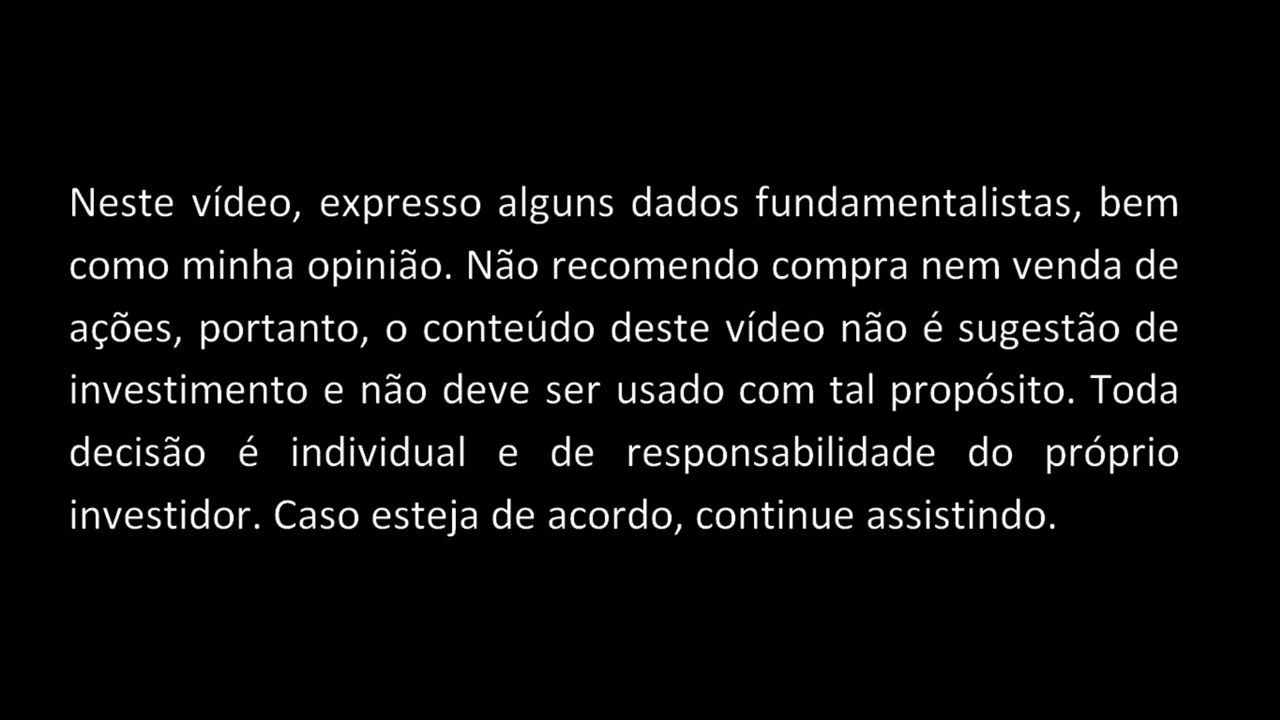 Neste vídeo, expresso alguns dados fundamentalistas, bem
como minha opinião. Não recomendo compra nem venda de
ações, portanto, o conteúdo deste vídeo não é sugestão de
investimento e não deve ser usado com tal propósito. Toda
decisão é individual e de responsabilidade do próprio
investidor. Caso esteja de acordo, continue assistindo.